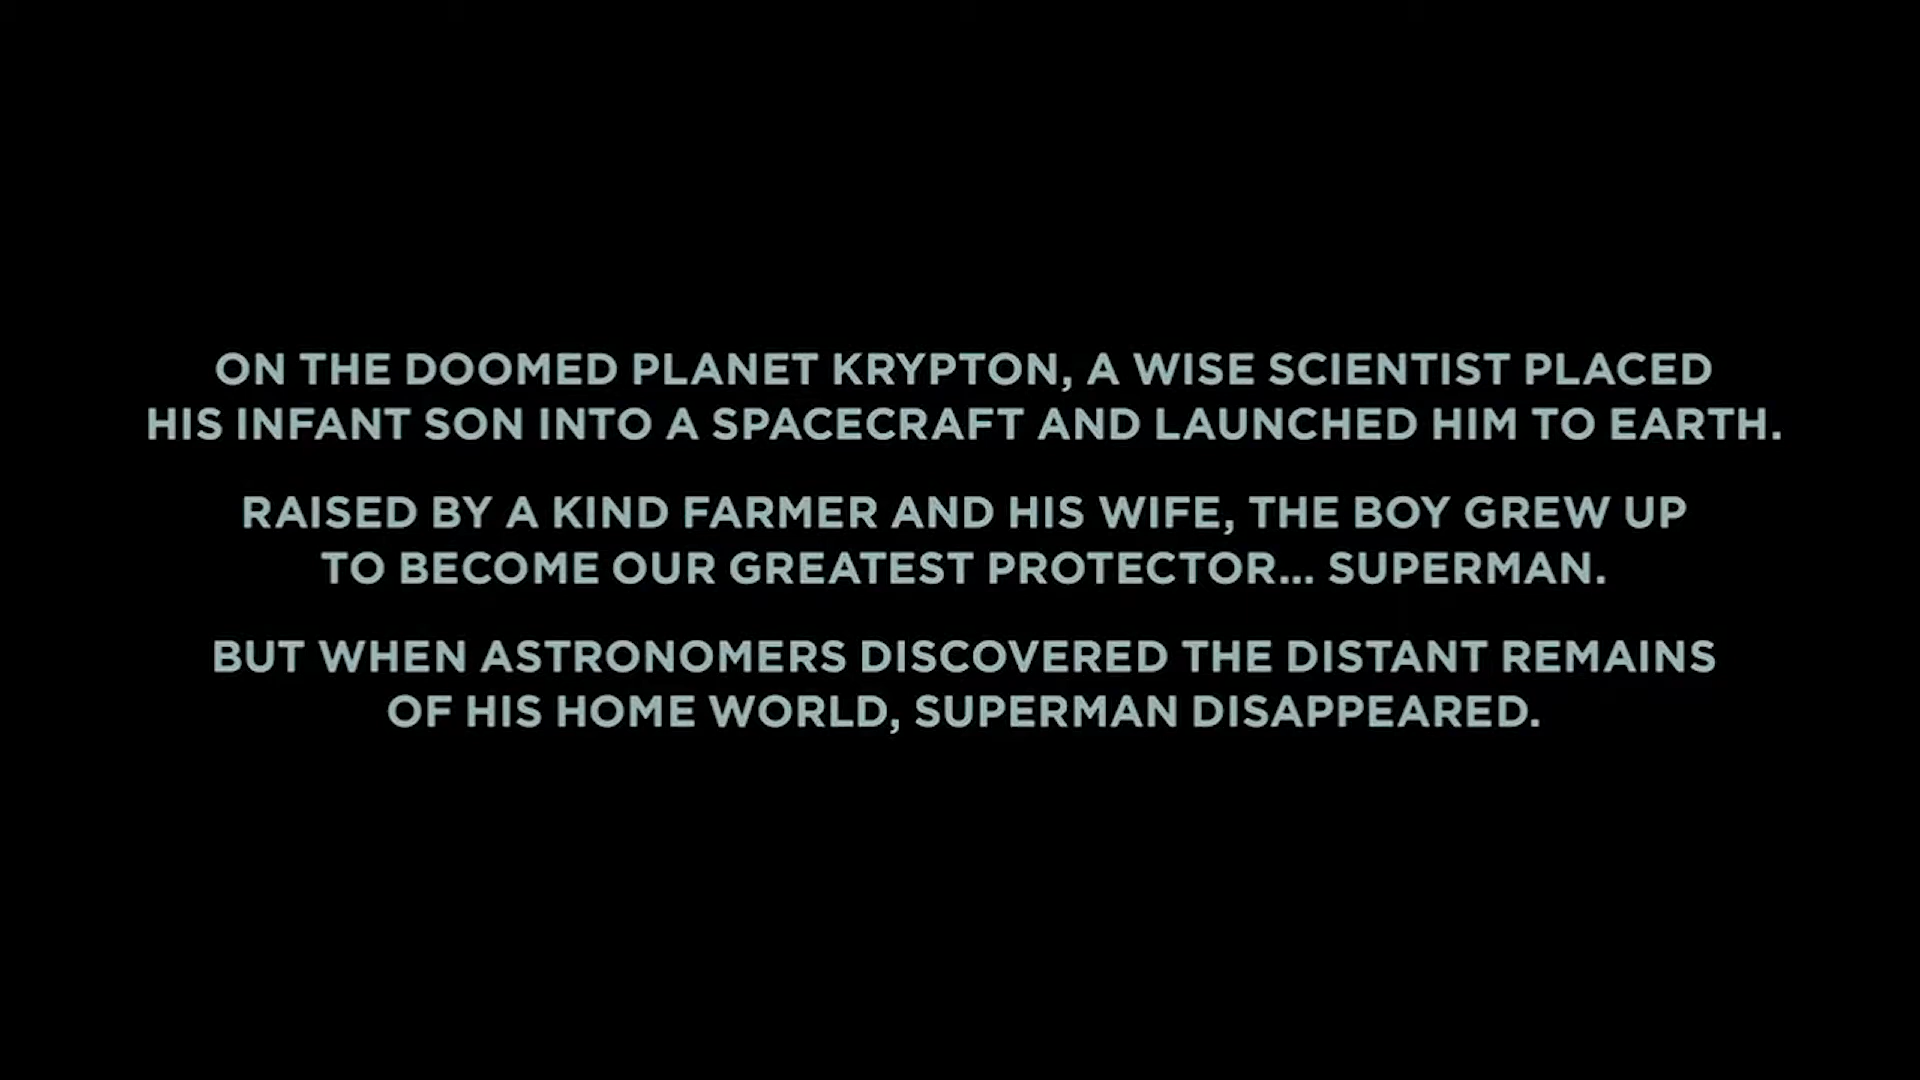 ON THE DOOMED PLANET KRYPTON, A WISE SCIENTIST PLACED
HIS INFANT SON INTO A SPACECRAFT AND LAUNCHED HIM TO EARTH.
RAISED BY A KIND FARMER AND HIS WIFE, THE BOY GREW UP
TO BECOME OUR GREATEST PROTECTOR... SUPERMAN.
BUT WHEN ASTRONOMERS DISCOVERED THE DISTANT REMAINS
OF HIS HOME WORLD, SUPERMAN DISAPPEARED.